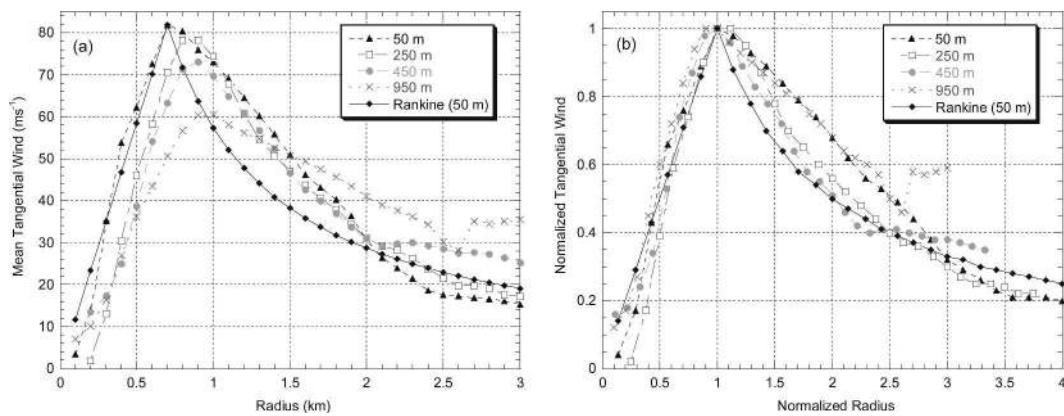 (a)
50 m
250 m
450 m
950 m
Rankine (50 m)
Mean Tangential Wind (ms⁻¹)
80
70
60
50
40
30
20
10
0
0
0.5
1
1.5
2
2.5
3
Radius (km)
(b)
50 m
250 m
450 m
950 m
Rankine (50 m)
Normalized Tangential Wind
1
0.8
0.6
0.4
0.2
0
0
0.5
1
1.5
2
2.5
3
3.5
4
Normalized Radius